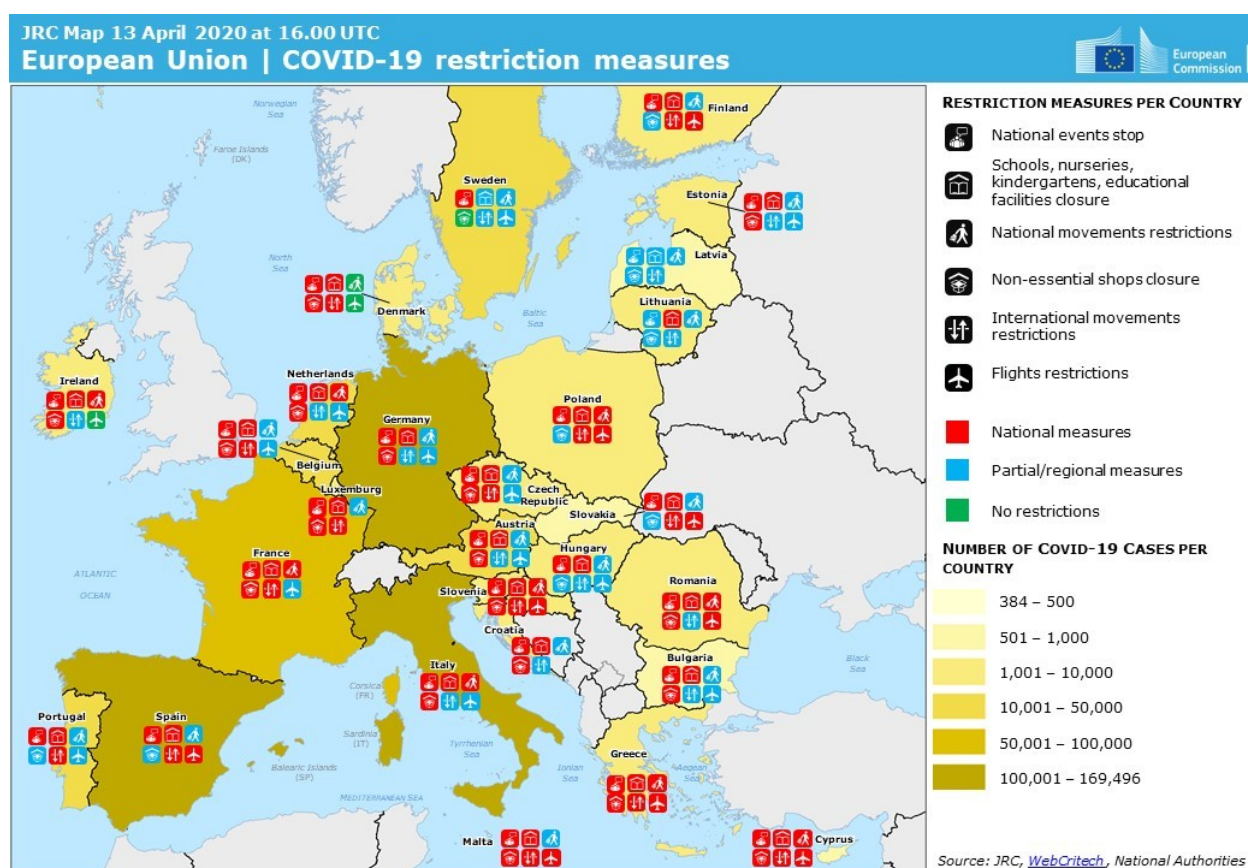 JRC Map 13 April 2020 at 16.00 UTC
European Union | COVID-19 restriction measures
European
Commission
Norwegian
Sea
Faroe Islands
(DK)
Finland
Sweden
Estonia
North
Sea
Latvia
Denmark
Baltic
Sea
Lithuania
Ireland
Netherlands
Poland
Germany
Belgium
Luxemburg
Czech
Republic
Slovakia
Austria
Hungary
France
ATLANTIC
OCEAN
Slovenia
Romania
Croatia
Italy
Bulgaria
Black
Sea
Corsica
(FR)
Portugal
Spain
Sardinia
(IT)
Tyrrhenian
Sea
Balearic Islands
(SP)
Greece
Ionian
Sea
Aegean
Sea
MEDITERRANEAN SEA
Malta
Cyprus
RESTRICTION MEASURES PER COUNTRY
National events stop
Schools, nurseries,
kindergartens, educational
facilities closure
National movements restrictions
Non-essential shops closure
International movements
restrictions
Flights restrictions
National measures
Partial/regional measures
No restrictions
NUMBER OF COVID-19 CASES PER
COUNTRY
384 – 500
501 – 1,000
1,001 – 10,000
10,001 – 50,000
50,001 – 100,000
100,001 – 169,496
Source: JRC, WebCritech , National Authorities